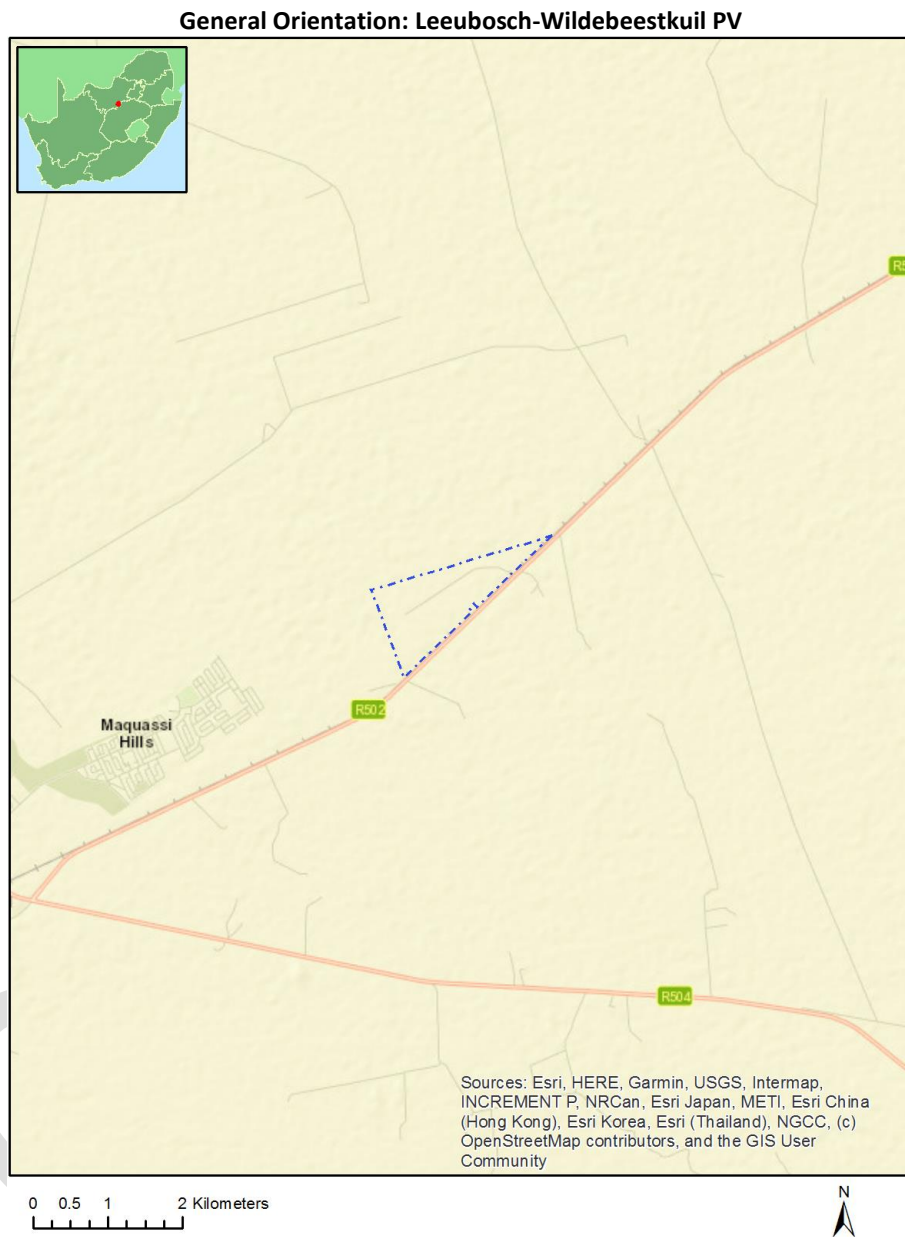 General Orientation: Leeubosch-Wildebeestkuil PV
R5
R502
Maquassi
Hills
R504
Sources: Esri, HERE, Garmin, USGS, Intermap,
INCREMENT P, NRCan, Esri Japan, METI, Esri China
(Hong Kong), Esri Korea, Esri (Thailand), NGCC, (c)
OpenStreetMap contributors, and the GIS User
Community
0 0.5 1 2 Kilometers
N